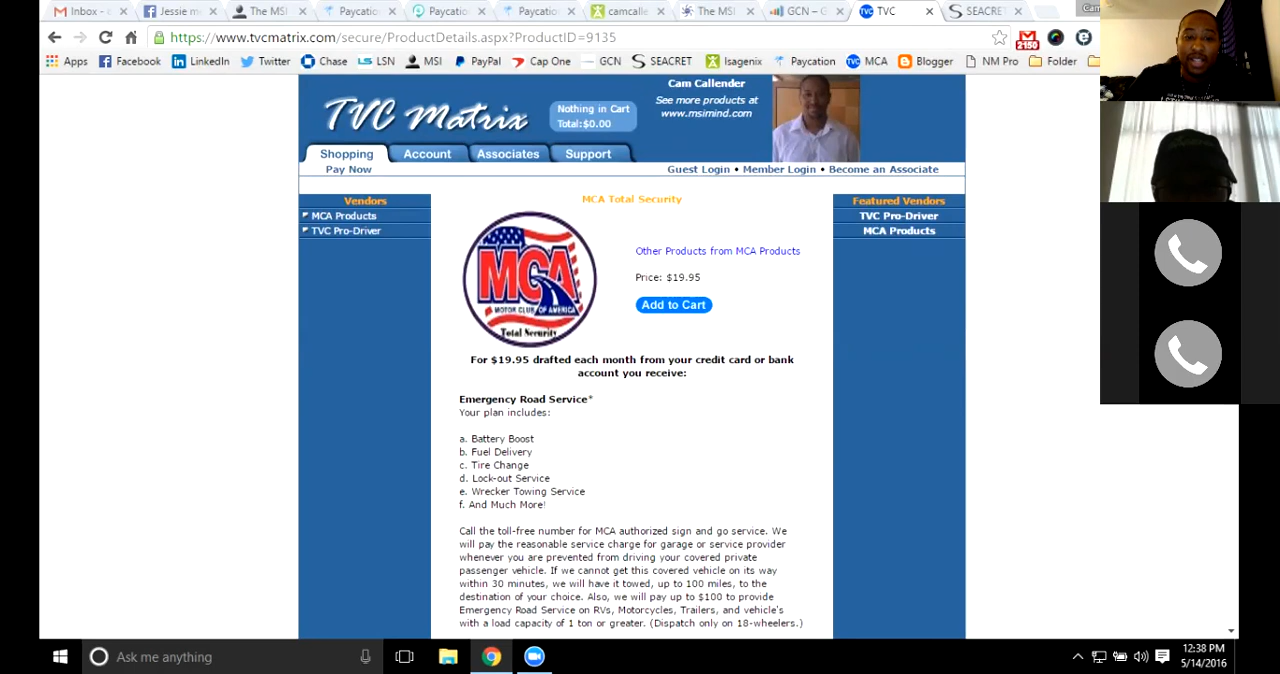 Inbox - c
Jessie m
The MSI
Paycation
Paycatio
Paycation
camcalle
The MSI
GCN – G
TVC
SEACRET
Cam
https://www.tvcmatrix.com/secure/ProductDetails.aspx?ProductID=9135
2150
Apps
Facebook
LinkedIn
Twitter
Chase
LSN
MSI
PayPal
Cap One
GCN
SEACRET
Isagenix
Paycation
MCA
Blogger
NM Pro
Folder
TVC Matrix
Nothing in Cart
Total:$0.00
Cam Callender
See more products at
www.msimind.com
Shopping
Account
Associates
Support
Pay Now
Guest Login • Member Login • Become an Associate
Vendors
MCA Products
TVC Pro-Driver
MCA Total Security
MCA
MOTOR CLUB OF AMERICA
Total Security
Other Products from MCA Products
Price: $19.95
Add to Cart
Featured Vendors
TVC Pro-Driver
MCA Products
For $19.95 drafted each month from your credit card or bank
account you receive:
Emergency Road Service*
Your plan includes:
a. Battery Boost
b. Fuel Delivery
c. Tire Change
d. Lock-out Service
e. Wrecker Towing Service
f. And Much More!
Call the toll-free number for MCA authorized sign and go service. We
will pay the reasonable service charge for garage or service provider
whenever you are prevented from driving your covered private
passenger vehicle. If we cannot get this covered vehicle on its way
within 30 minutes, we will have it towed, up to 100 miles, to the
destination of your choice. Also, we will pay up to $100 to provide
Emergency Road Service on RVs, Motorcycles, Trailers, and vehicle's
with a load capacity of 1 ton or greater. (Dispatch only on 18-wheelers.)
Ask me anything
12:38 PM
5/14/2016